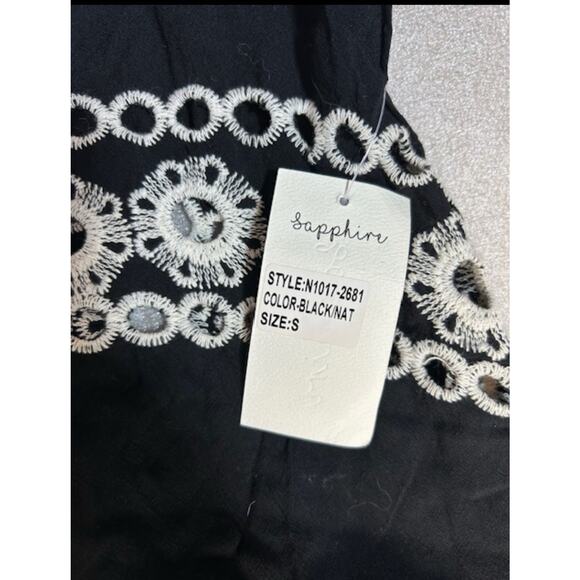 Sapphire
STYLE:N1017-2681
COLOR-BLACK/NAT
SIZE:S